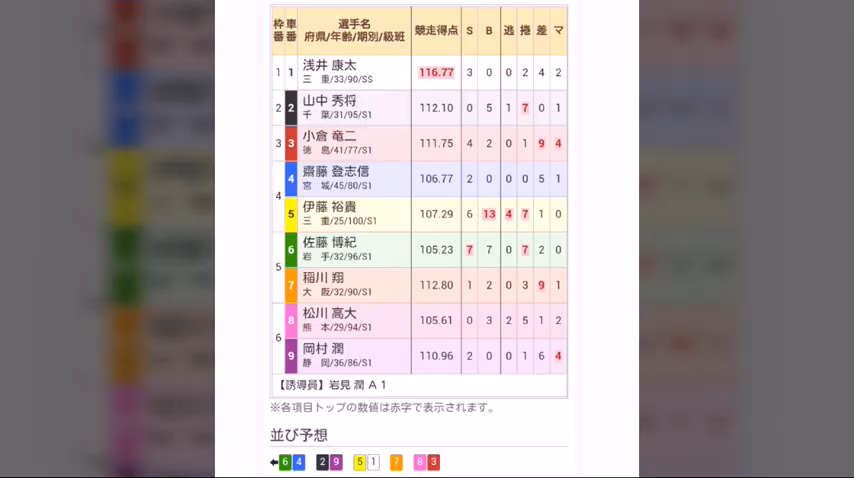 枠番 車番 選手名 府県/年齢/期別/級班 競走得点 S B 逃 捲 差 マ
1 1 浅井 康太 三 重/33/90/SS 116.77 3 0 0 2 4 2
2 2 山中 秀将 千 葉/31/95/S1 112.10 0 5 1 7 0 1
3 3 小倉 竜二 徳 島/41/77/S1 111.75 4 2 0 1 9 4
4 4 齋藤 登志信 宮 城/45/80/S1 106.77 2 0 0 0 5 1
5 伊藤 裕貴 三 重/25/100/S1 107.29 6 13 4 7 1 0
5 6 佐藤 博紀 岩 手/32/96/S1 105.23 7 7 0 7 2 0
7 稲川 翔 大 阪/32/90/S1 112.80 1 2 0 3 9 1
6 8 松川 高大 熊 本/29/94/S1 105.61 0 3 2 5 1 2
9 岡村 潤 静 岡/36/86/S1 110.96 2 0 0 1 6 4
【誘導員】岩見 潤 A 1
※各項目トップの数値は赤字で表示されます。
並び予想
←6 4 2 9 5 1 7 8 3